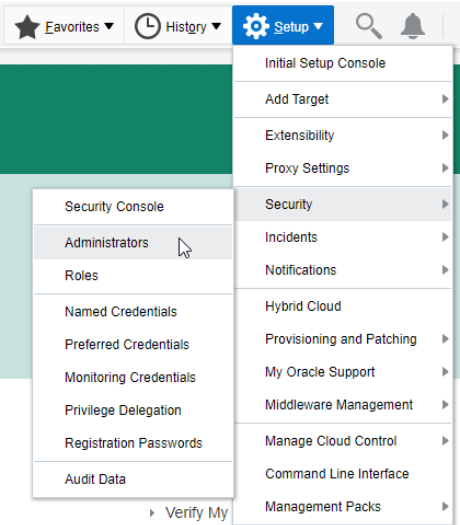 Favorites History Setup
Initial Setup Console
Add Target
Extensibility
Proxy Settings
Security
Incidents
Notifications
Hybrid Cloud
Provisioning and Patching
My Oracle Support
Middleware Management
Manage Cloud Control
Command Line Interface
Management Packs
Security Console
Administrators
Roles
Named Credentials
Preferred Credentials
Monitoring Credentials
Privilege Delegation
Registration Passwords
Audit Data
Verify My